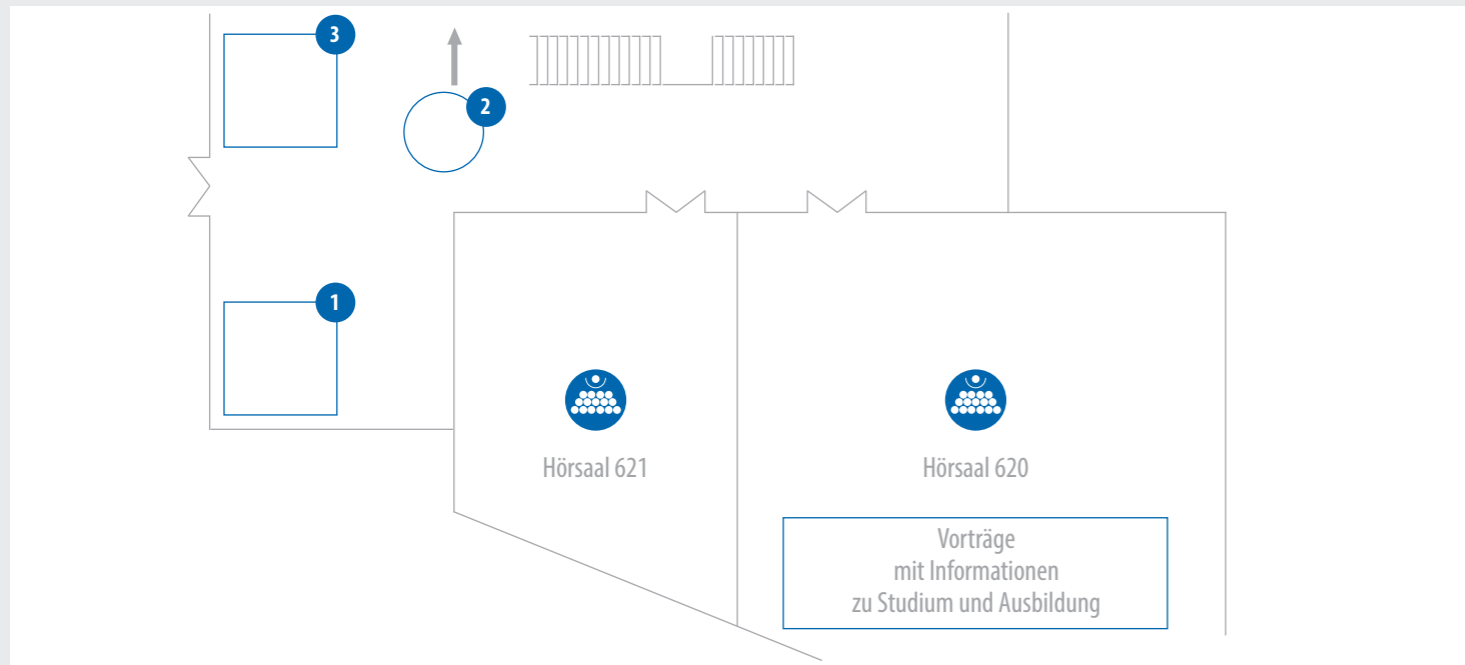 3
2
1
Hörsaal 621
Hörsaal 620
Vorträge
mit Informationen
zu Studium und Ausbildung